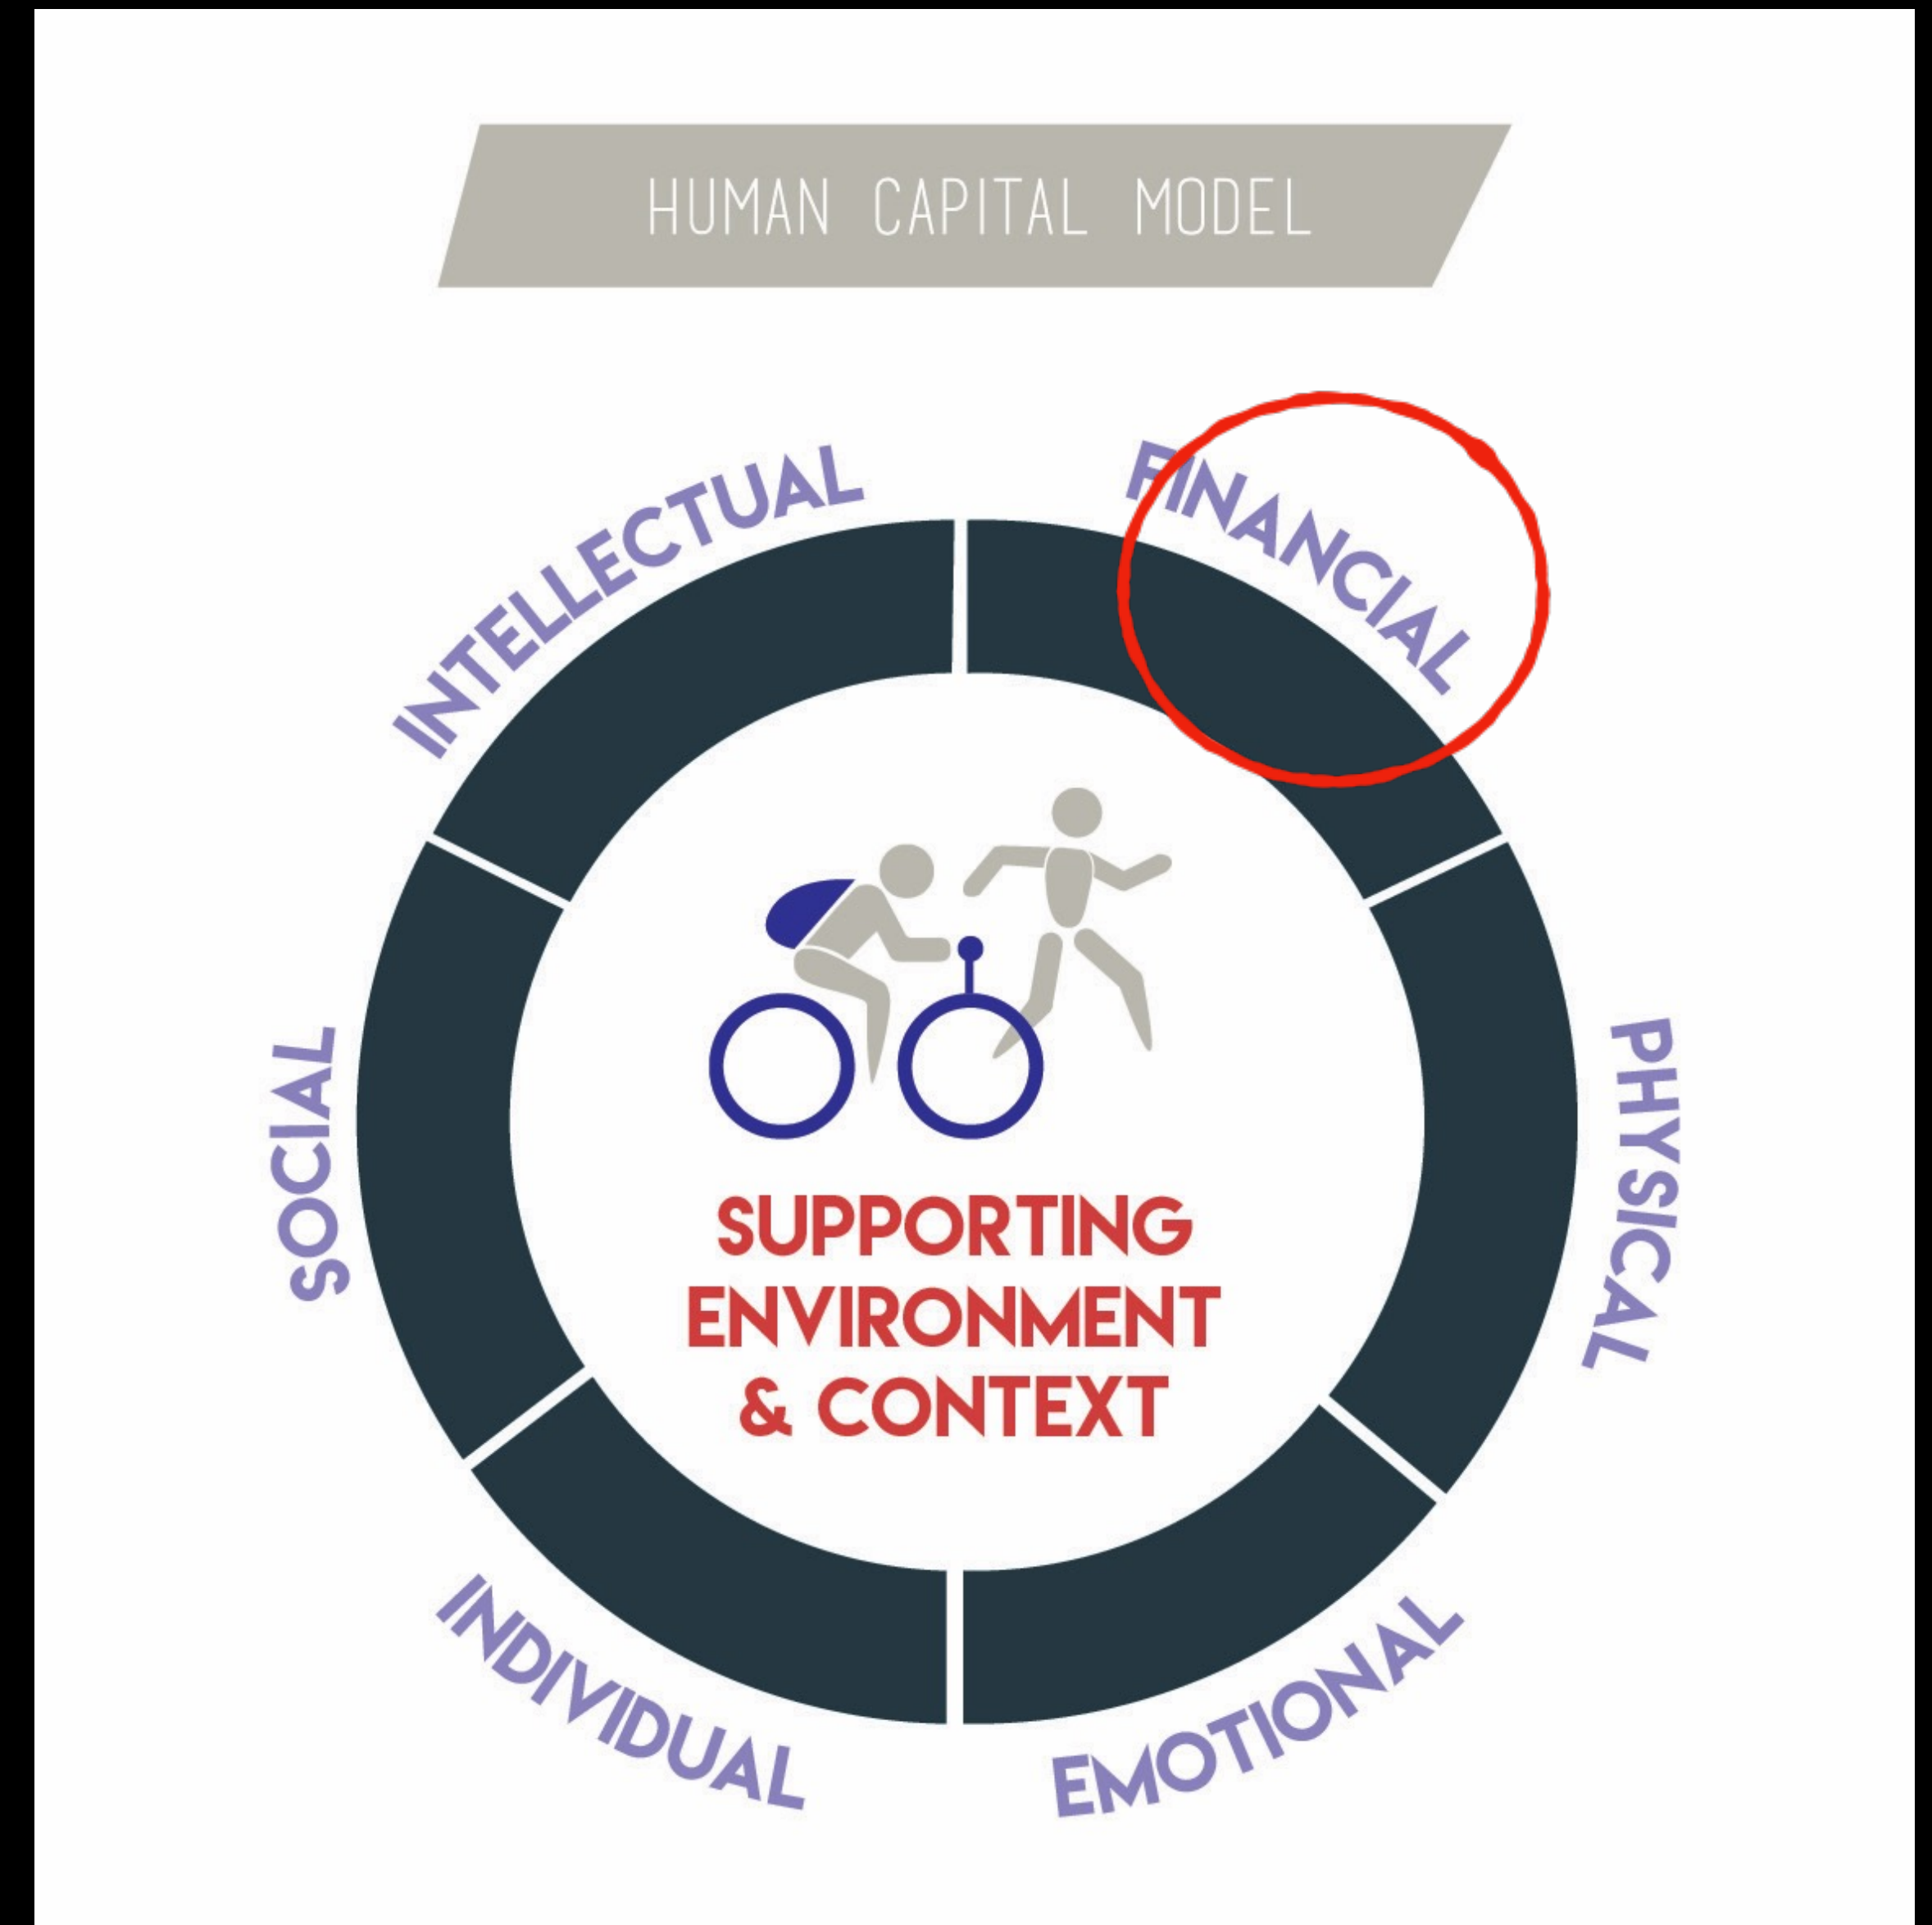 HUMAN CAPITAL MODEL
INTELLECTUAL
FINANCIAL
SOCIAL
PHYSICAL
SUPPORTING
ENVIRONMENT
& CONTEXT
INDIVIDUAL
EMOTIONAL